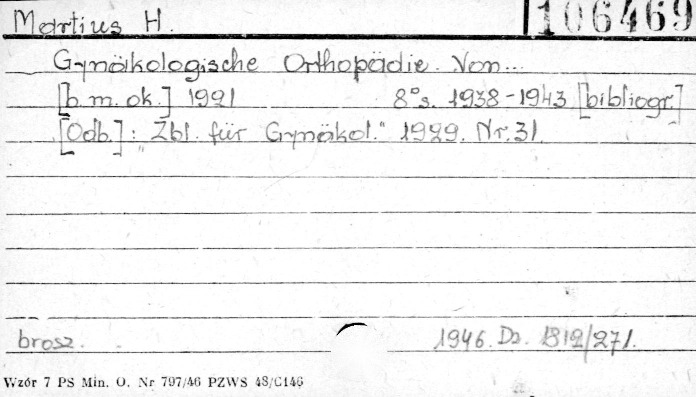 Martius H. 106469
Gynäkologische Orthopädie. Von...
[b.m.ok.] 1921 8° s. 1938-1943 [bibliogr.]
[Odb.]: "Zbl. für Gynäkol." 1929. Nr. 31.
brosz. 1946. Dz. 1812/271.
Wzór 7 PS Min. O. Nr 797/46 PZWS 48/C146